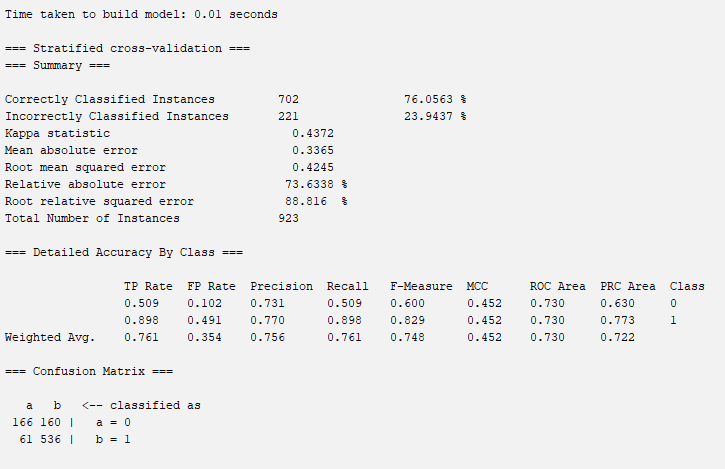 Time taken to build model: 0.01 seconds
=== Stratified cross-validation ===
=== Summary ===
Correctly Classified Instances 702 76.0563 %
Incorrectly Classified Instances 221 23.9437 %
Kappa statistic 0.4372
Mean absolute error 0.3365
Root mean squared error 0.4245
Relative absolute error 73.6338 %
Root relative squared error 88.816 %
Total Number of Instances 923
=== Detailed Accuracy By Class ===
TP Rate FP Rate Precision Recall F-Measure MCC ROC Area PRC Area Class
0.509 0.102 0.731 0.509 0.600 0.452 0.730 0.630 0
0.898 0.491 0.770 0.898 0.829 0.452 0.730 0.773 1
Weighted Avg. 0.761 0.354 0.756 0.761 0.748 0.452 0.730 0.722
=== Confusion Matrix ===
a b <-- classified as
166 160 | a = 0
61 536 | b = 1